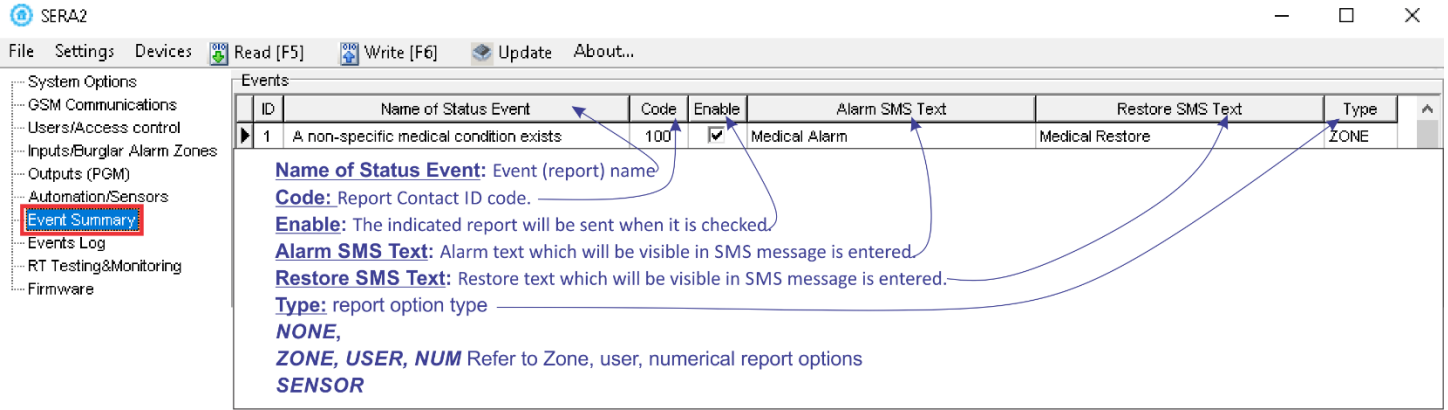 SERA2
File Settings Devices Read [F5] Write [F6] Update About...
System Options
GSM Communications
Users/Access control
Inputs/Burglar Alarm Zones
Outputs (PGM)
Automation/Sensors
Event Summary
Events Log
RT Testing&Monitoring
Firmware
Events
ID Name of Status Event Code Enable Alarm SMS Text Restore SMS Text Type
1 A non-specific medical condition exists 100 Medical Alarm Medical Restore ZONE
Name of Status Event: Event (report) name
Code: Report Contact ID code.
Enable: The indicated report will be sent when it is checked.
Alarm SMS Text: Alarm text which will be visible in SMS message is entered.
Restore SMS Text: Restore text which will be visible in SMS message is entered.
Type: report option type
NONE,
ZONE, USER, NUM Refer to Zone, user, numerical report options
SENSOR